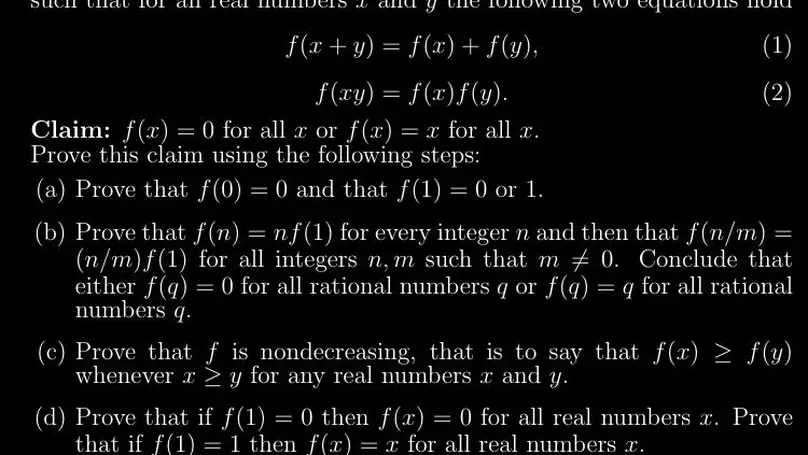 such that for all real numbers x and y the following two equations hold
f(x + y) = f(x) + f(y), (1)
f(xy) = f(x)f(y). (2)
Claim: f(x) = 0 for all x or f(x) = x for all x.
Prove this claim using the following steps:
(a) Prove that f(0) = 0 and that f(1) = 0 or 1.
(b) Prove that f(n) = nf(1) for every integer n and then that f(n/m) =
(n/m)f(1) for all integers n, m such that m ≠ 0. Conclude that
either f(q) = 0 for all rational numbers q or f(q) = q for all rational
numbers q.
(c) Prove that f is nondecreasing, that is to say that f(x) ≥ f(y)
whenever x ≥ y for any real numbers x and y.
(d) Prove that if f(1) = 0 then f(x) = 0 for all real numbers x. Prove
that if f(1) = 1 then f(x) = x for all real numbers x.